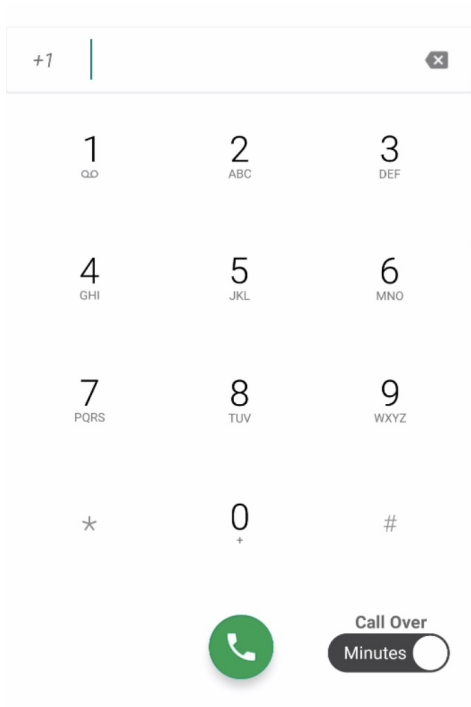 +1
1 2 3
ABC DEF
4 5 6
GHI JKL MNO
7 8 9
PQRS TUV WXYZ
* 0 #
+
Call Over
Minutes